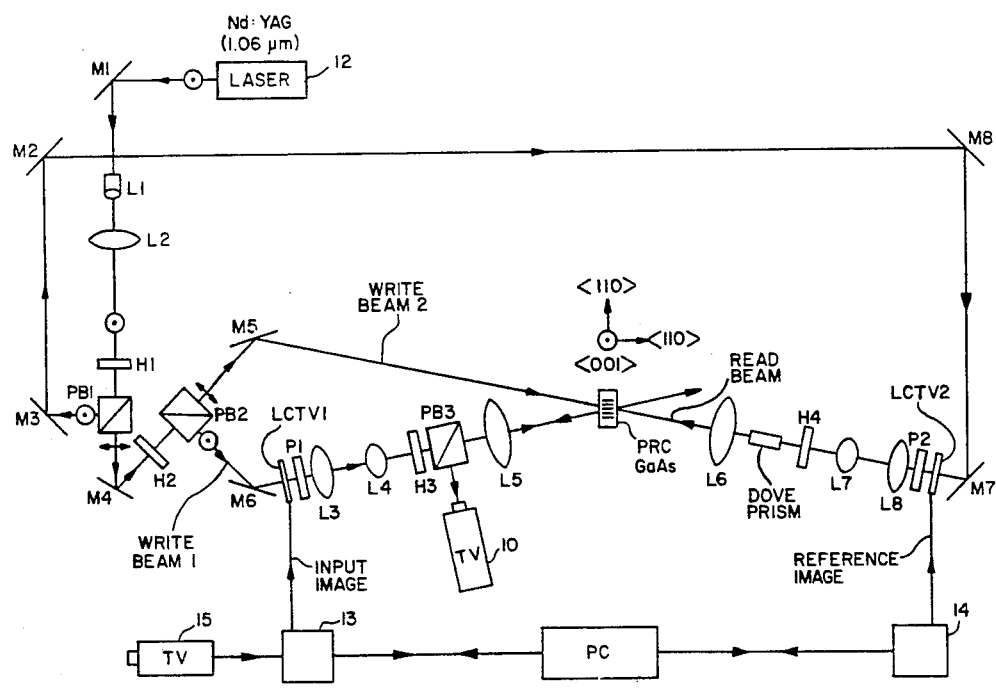 Nd: YAG
(1.06 µm)
12
LASER
M1
M2
M8
L1
L2
<110>
WRITE
BEAM 2
M5
<110>
<001>
READ
BEAM
H1
PB1
PB2
LCTV1
P1
PB3
PRC
GaAs
H4
P2
LCTV2
M3
M4
H2
M6
L3
L4
H3
L5
L6
DOVE
PRISM
L7
L8
M7
WRITE
BEAM 1
INPUT
IMAGE
TV
10
REFERENCE
IMAGE
15
TV
13
PC
14